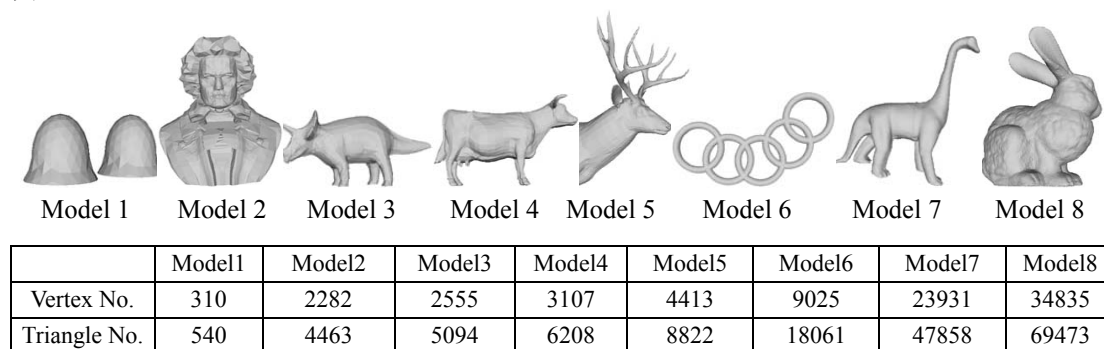 Model 1 Model 2 Model 3 Model 4 Model 5 Model 6 Model 7 Model 8
Model1 Model2 Model3 Model4 Model5 Model6 Model7 Model8
Vertex No. 310 2282 2555 3107 4413 9025 23931 34835
Triangle No. 540 4463 5094 6208 8822 18061 47858 69473